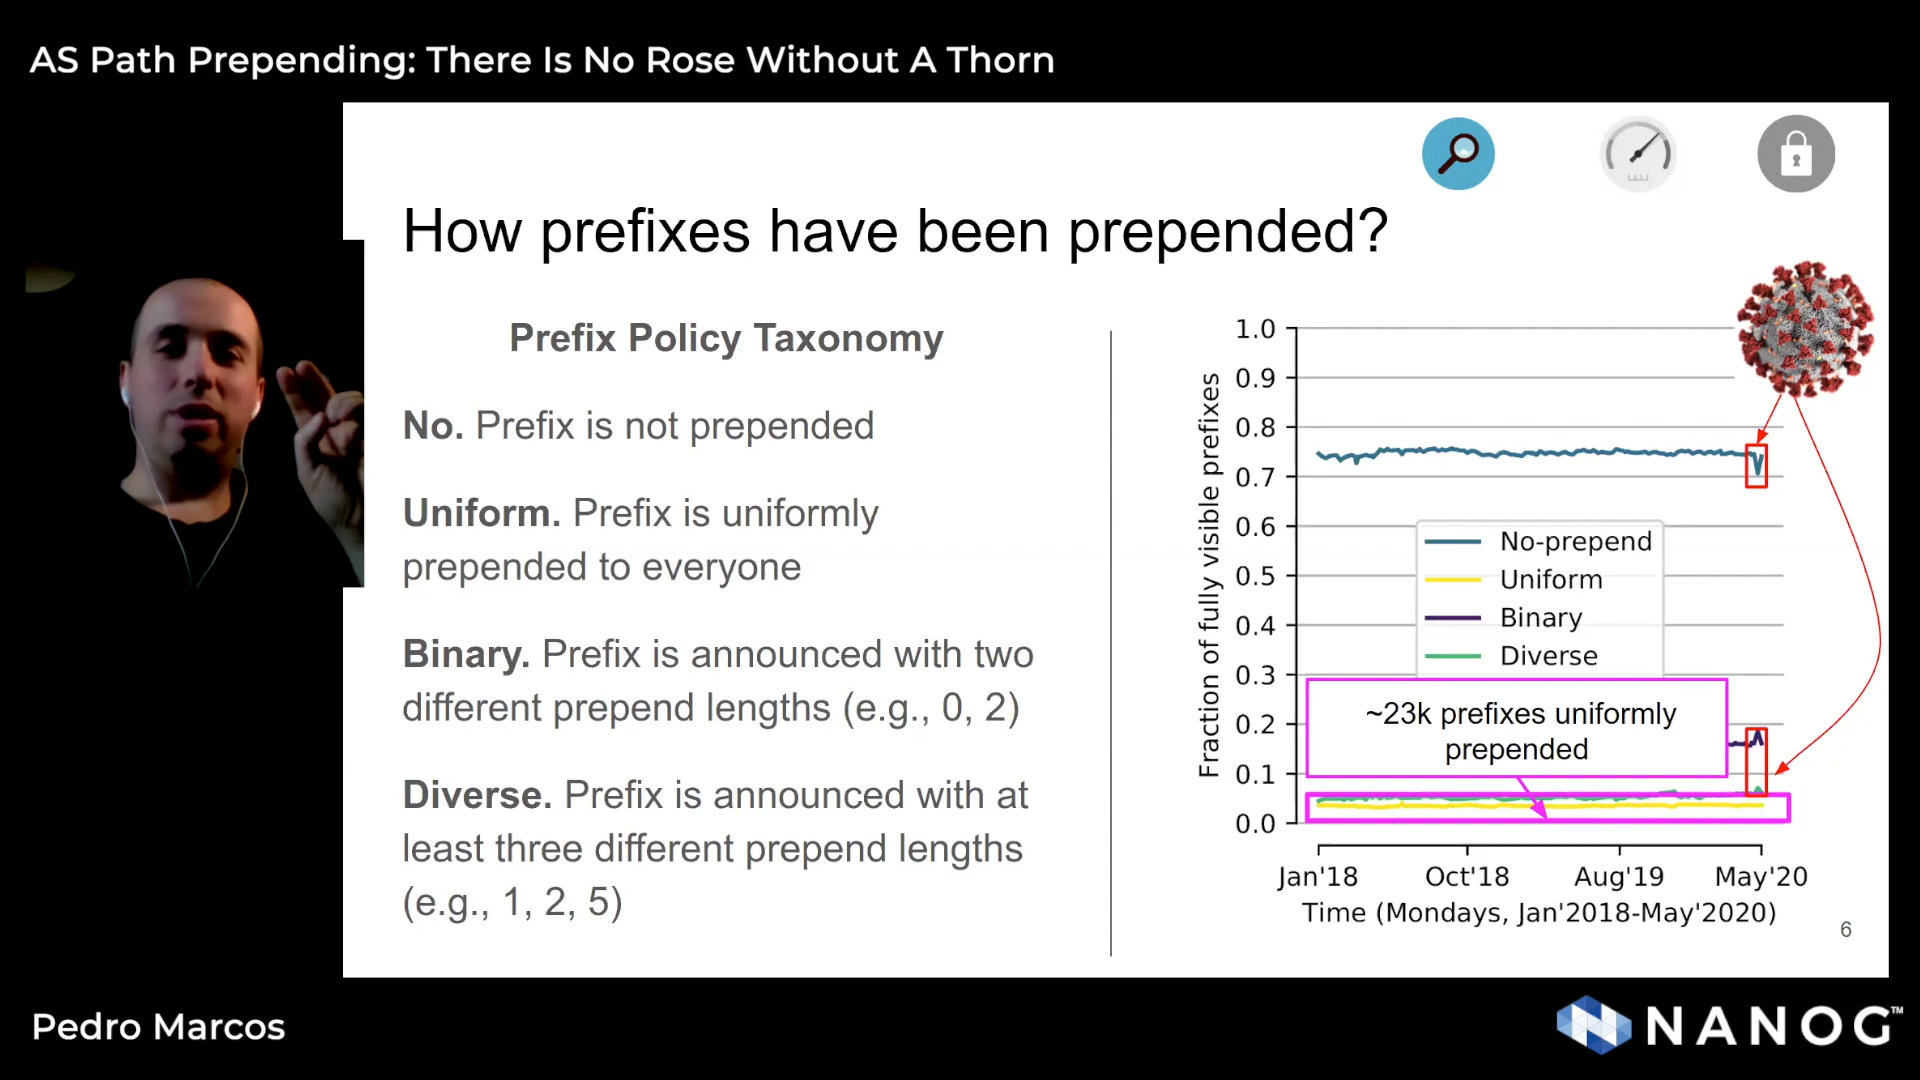 AS Path Prepending: There Is No Rose Without A Thorn
How prefixes have been prepended?
Prefix Policy Taxonomy
No. Prefix is not prepended
Uniform. Prefix is uniformly
prepended to everyone
Binary. Prefix is announced with two
different prepend lengths (e.g., 0, 2)
Diverse. Prefix is announced with at
least three different prepend lengths
(e.g., 1, 2, 5)
Fraction of fully visible prefixes
1.0
0.9
0.8
0.7
0.6
0.5
0.4
0.3
0.2
0.1
0.0
No-prepend
Uniform
Binary
Diverse
~23k prefixes uniformly
prepended
Jan'18 Oct'18 Aug'19 May'20
Time (Mondays, Jan'2018-May'2020)
6
Pedro Marcos
NANOG™